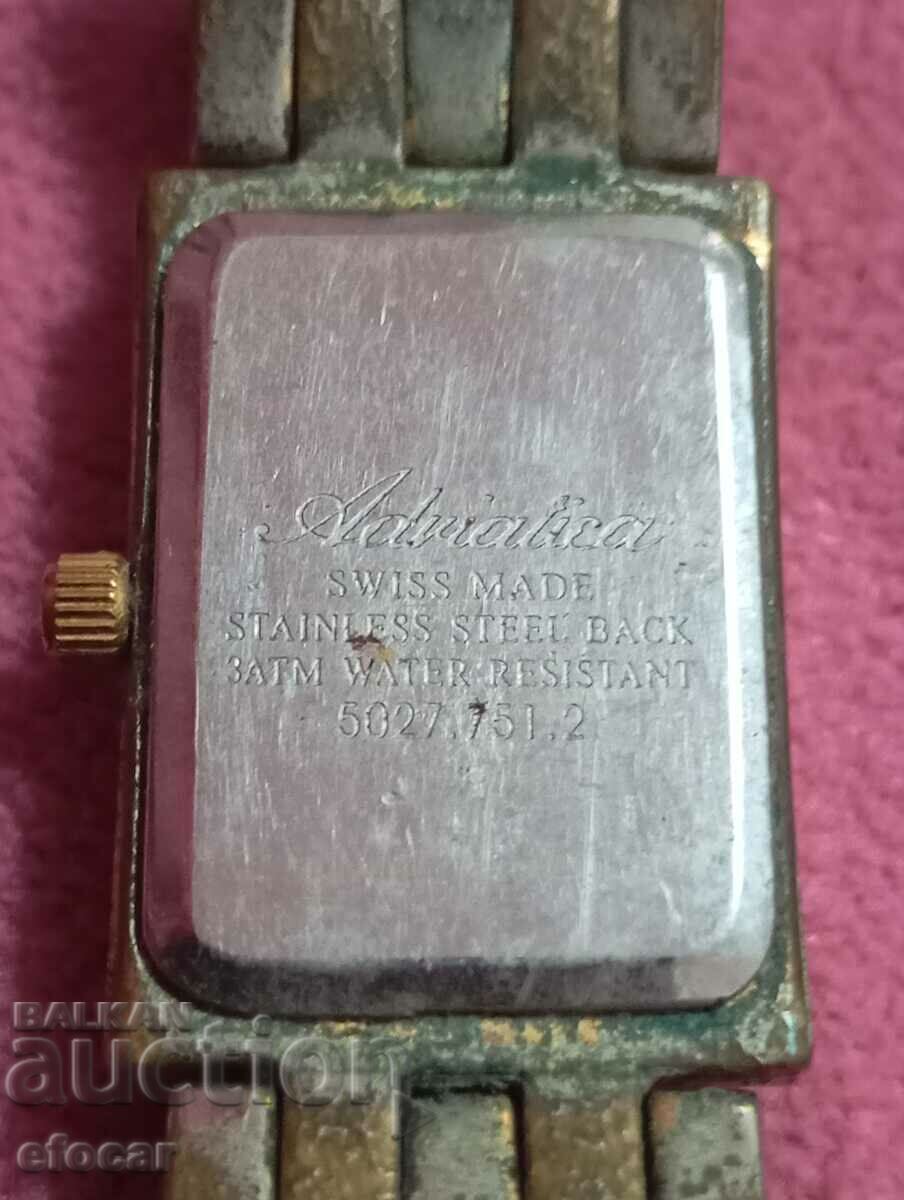 Adriatica
SWISS MADE
STAINLESS STEEL BACK
3ATM WATER RESISTANT
5027.751.2
BALKAN
auction
efocar